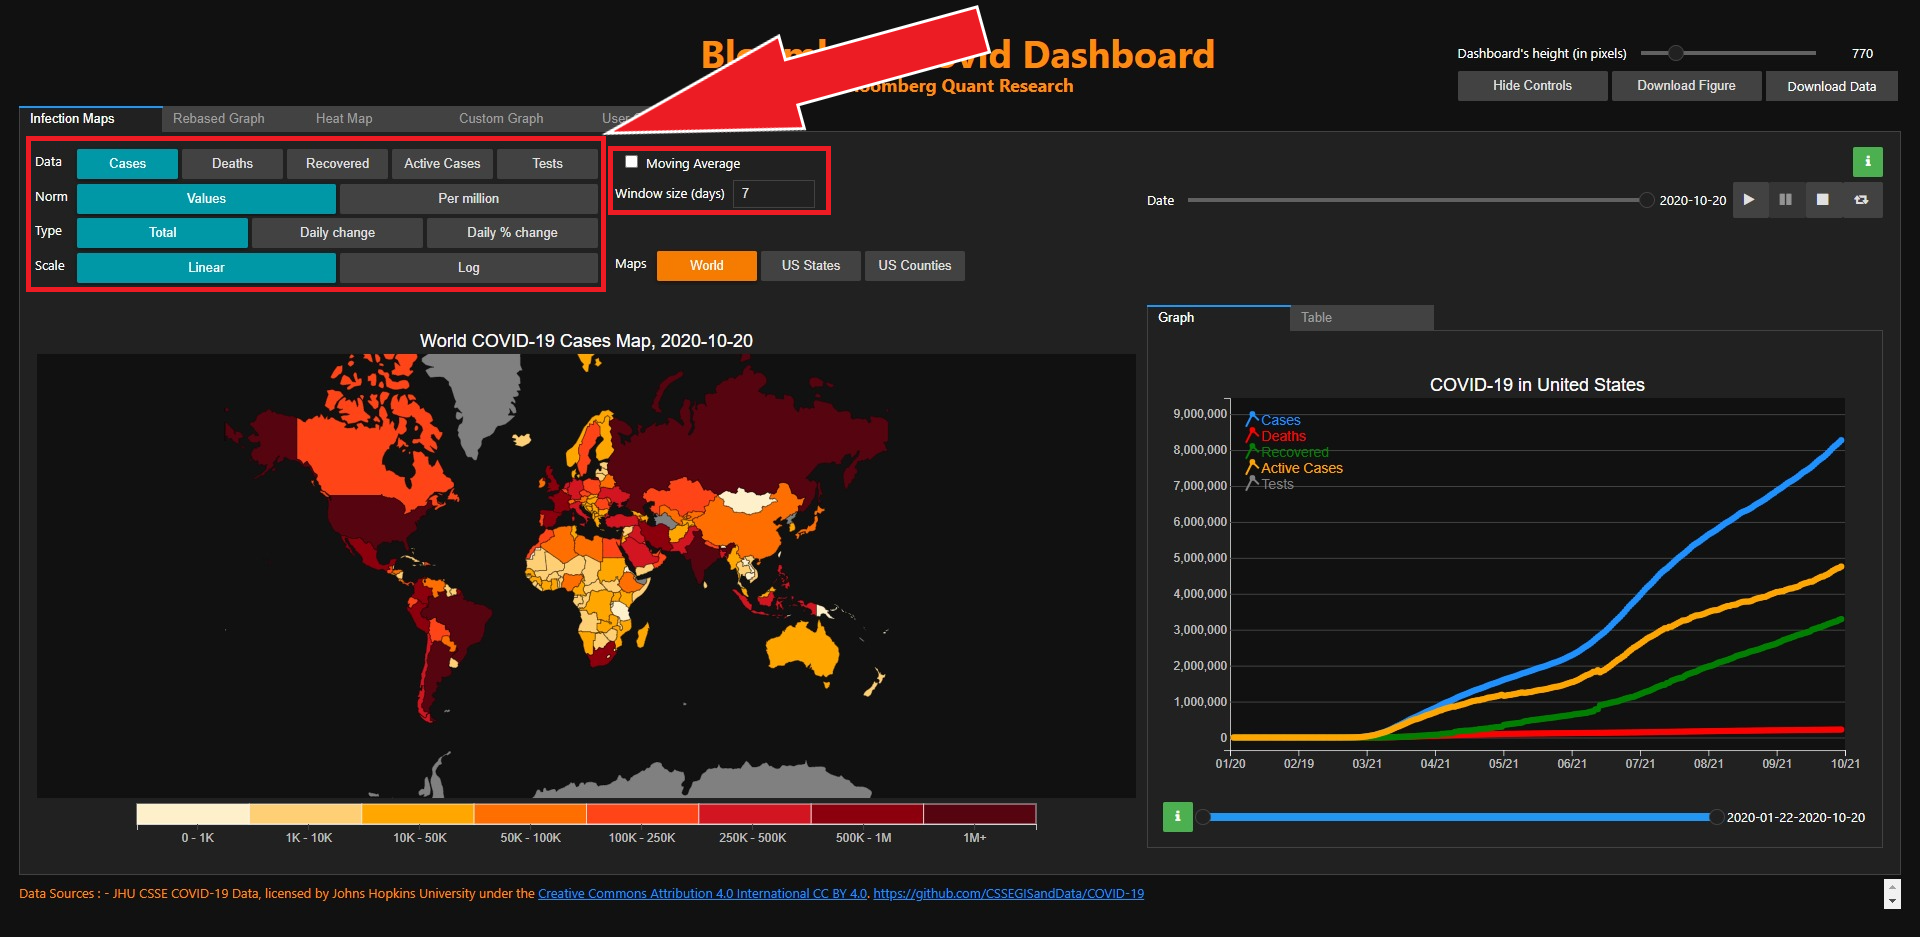 Dashboard
Quant Research
Dashboard's height (in pixels) 770
Hide Controls Download Figure Download Data
Infection Maps Rebased Graph Heat Map Custom Graph User
Data Cases Deaths Recovered Active Cases Tests
Norm Values Per million
Type Total Daily change Daily % change
Scale Linear Log
Moving Average
Window size (days) 7
Maps World US States US Counties
i
Date 2020-10-20
World COVID-19 Cases Map, 2020-10-20
0 - 1K 1K - 10K 10K - 50K 50K - 100K 100K - 250K 250K - 500K 500K - 1M 1M+
Graph Table
COVID-19 in United States
Cases
Deaths
Recovered
Active Cases
Tests
9,000,000
8,000,000
7,000,000
6,000,000
5,000,000
4,000,000
3,000,000
2,000,000
1,000,000
0
01/20 02/19 03/21 04/21 05/21 06/21 07/21 08/21 09/21 10/21
i 2020-01-22-2020-10-20
Data Sources : - JHU CSSE COVID-19 Data, licensed by Johns Hopkins University under the Creative Commons Attribution 4.0 International CC BY 4.0. https://github.com/CSSEGISandData/COVID-19